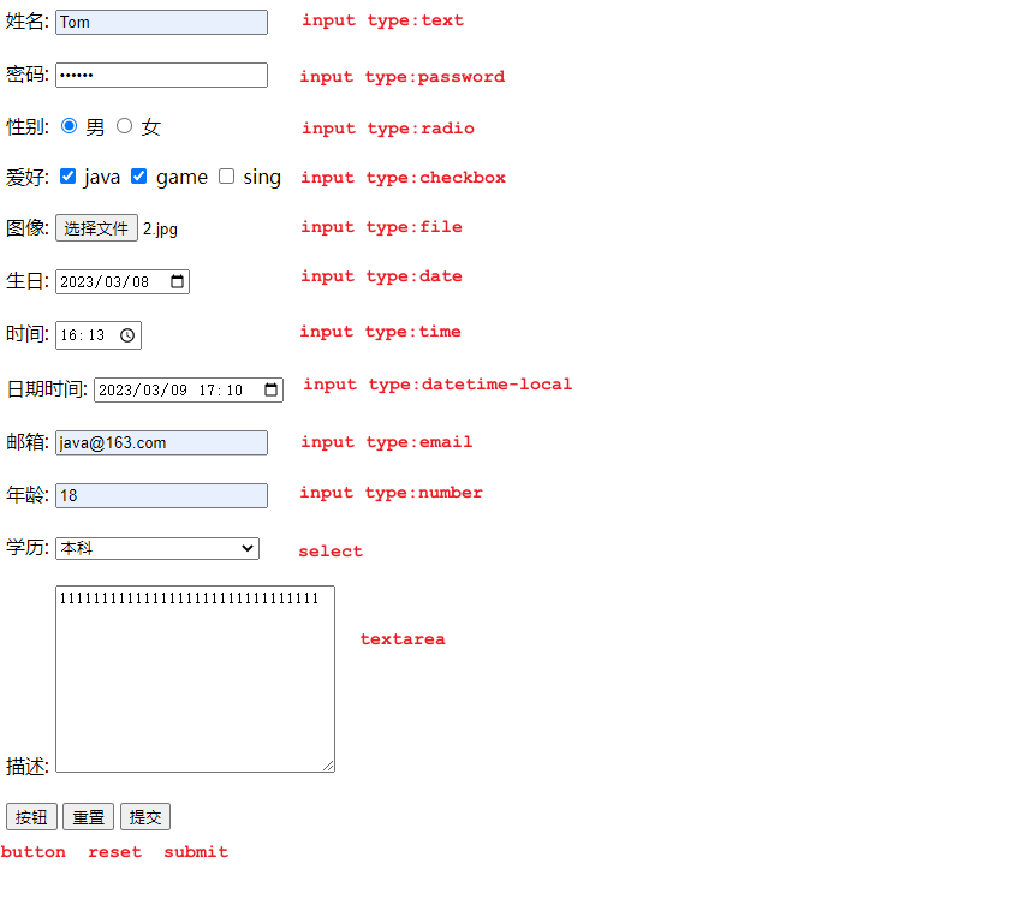 姓名: Tom input type:text
密码: •••••• input type:password
性别: 男 女 input type:radio
爱好: java game sing input type:checkbox
图像: 选择文件 2.jpg input type:file
生日: 2023/03/08 input type:date
时间: 16:13 input type:time
日期时间: 2023/03/09 17:10 input type:datetime-local
邮箱: java@163.com input type:email
年龄: 18 input type:number
学历: 本科 select
1111111111111111111111111111111
textarea
描述:
按钮 重置 提交
button reset submit